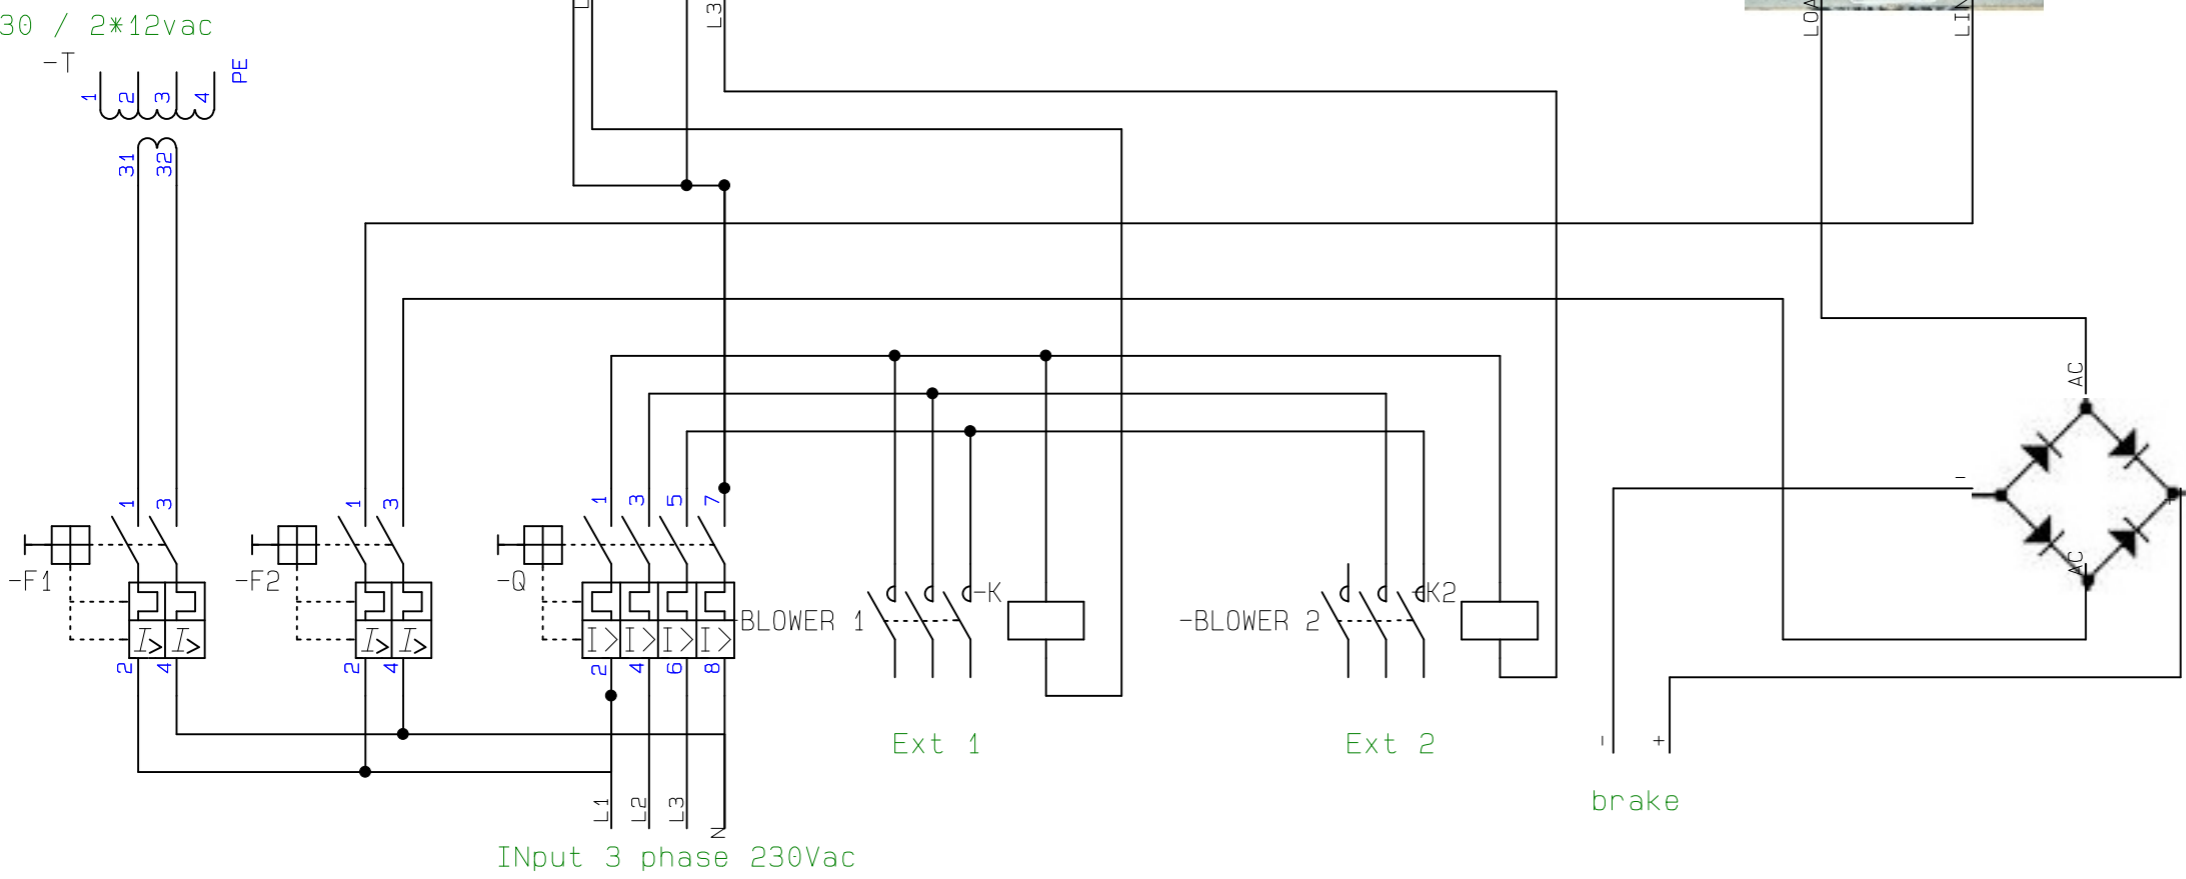 30 / 2*12vac
-T
1
2
3
4
PE
L3
31
32
AC
1
3
1
3
1
3
5
7
-
+
-F1
-F2
-Q
AC
I>
I>
I>
I>
I>
I>
I>
I>
-BLOWER 1
-K
-BLOWER 2
-K2
2
4
2
4
2
4
6
8
Ext 1
Ext 2
-
+
brake
L1
L2
L3
N
INput 3 phase 230Vac